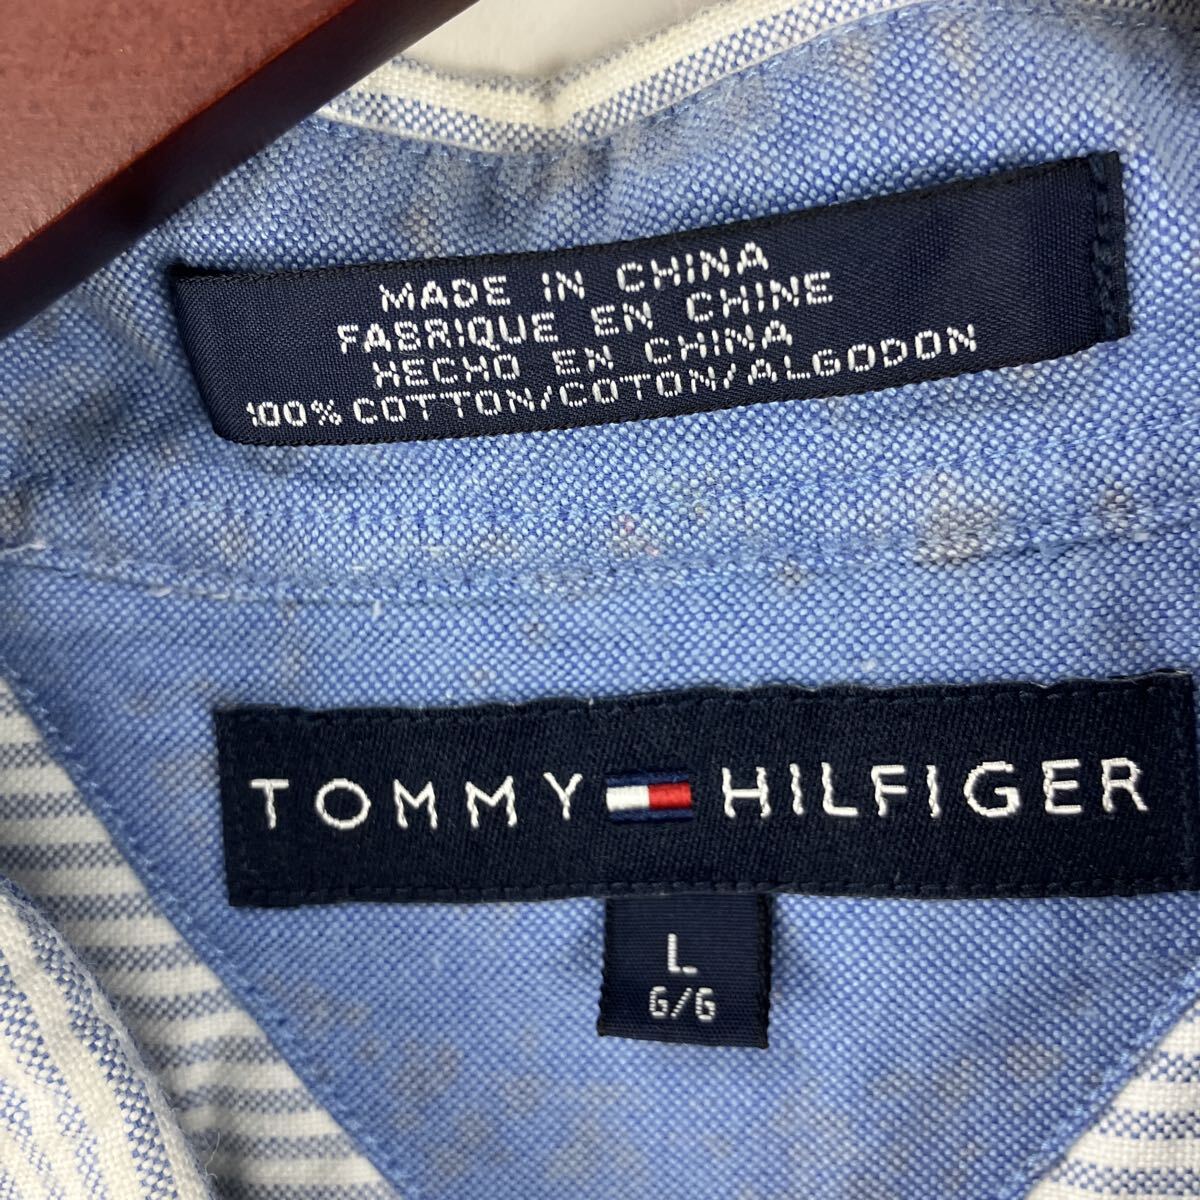 MADE IN CHINA
FABRIQUE EN CHINE
HECHO EN CHINA
100% COTTON/COTON/ALGODON
TOMMY HILFIGER
L
G/G